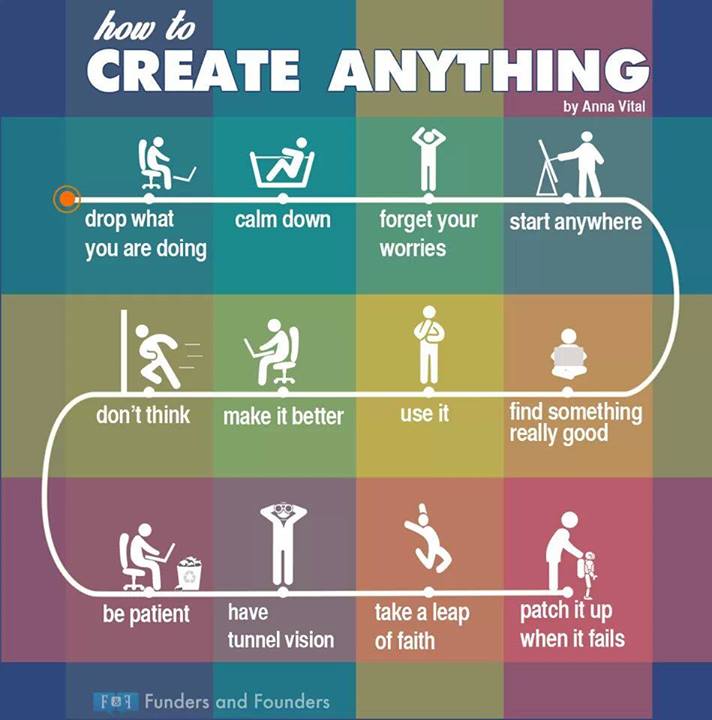 how to
CREATE ANYTHING
by Anna Vital
drop what
you are doing
calm down
forget your
worries
start anywhere
find something
really good
use it
make it better
don't think
be patient
have
tunnel vision
take a leap
of faith
patch it up
when it fails
F&F Funders and Founders